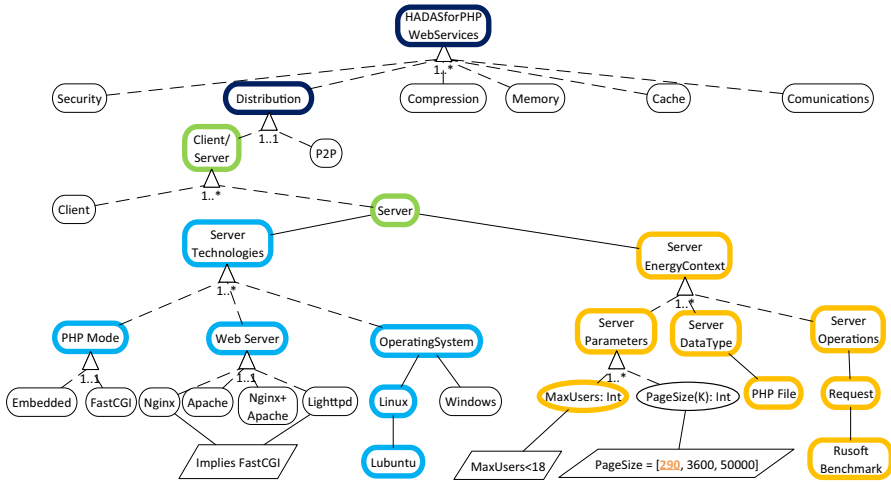 HADASforPHP
WebServices
1..*
Security
Distribution
Compression
Memory
Cache
Comunications
1..1
Client/
Server
P2P
1..*
Client
Server
Server
Technologies
Server
EnergyContext
1..*
1..*
PHP Mode
Web Server
OperatingSystem
Server
Parameters
Server
DataType
Server
Operations
1..1
1..1
1..*
Embedded
FastCGI
Nginx
Apache
Nginx+
Apache
Lighttpd
Linux
Windows
MaxUsers: Int
PageSize(K): Int
PHP File
Request
Implies FastCGI
Lubuntu
MaxUsers<18
PageSize = [290, 3600, 50000]
Rusoft
Benchmark